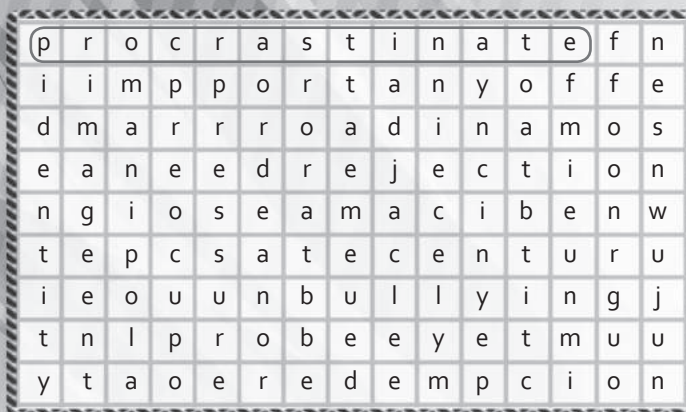 p r o c r a s t i n a t e f n
i i m p p o r t a n y o f f e
d m a r r r o a d i n a m o s
e a n e e d r e j e c t i o n
n g i o s e a m a c i b e n w
t e p c s a t e c e n t u r u
i e o u u n b u l l y i n g j
t n l p r o b e e y e t m u u
y t a o e r e d e m p c i o n